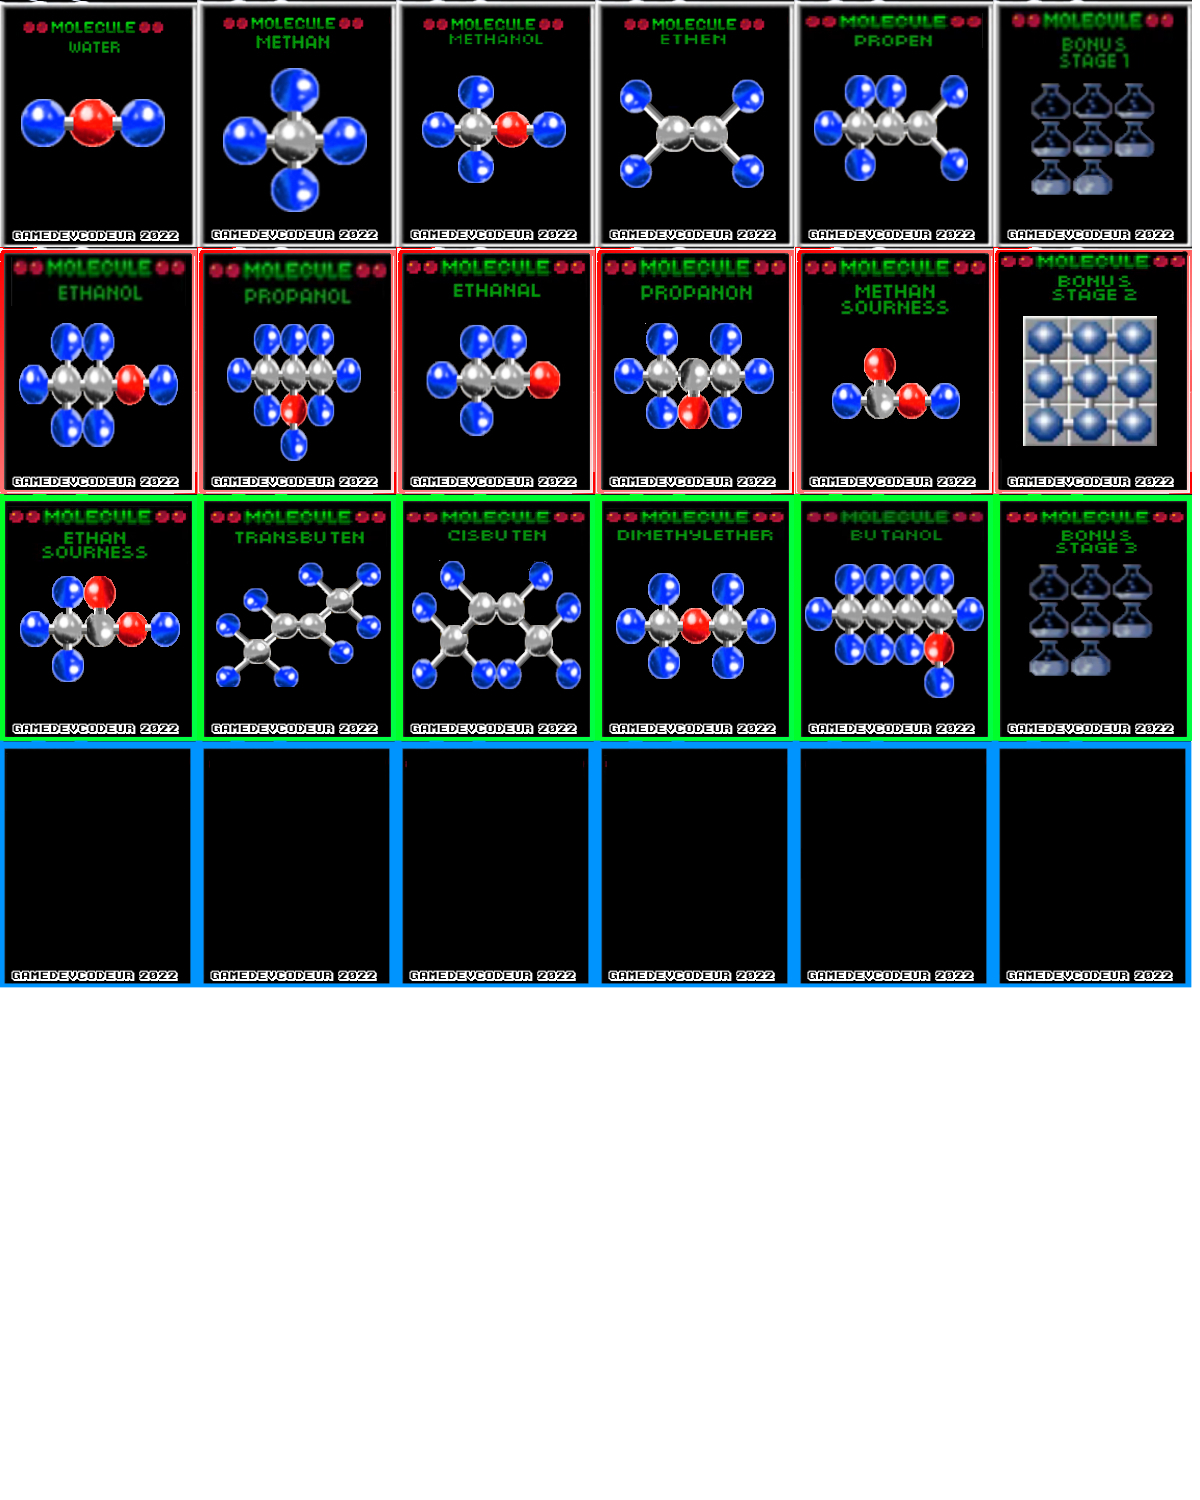 MOLECULE
WATER
GAMEDEVCODEUR 2022
MOLECULE
METHAN
GAMEDEVCODEUR 2022
MOLECULE
METHANOL
GAMEDEVCODEUR 2022
MOLECULE
ETHEN
GAMEDEVCODEUR 2022
MOLECULE
PROPEN
GAMEDEVCODEUR 2022
MOLECULE
BONUS
STAGE 1
GAMEDEVCODEUR 2022
MOLECULE
ETHANOL
GAMEDEVCODEUR 2022
MOLECULE
PROPANOL
GAMEDEVCODEUR 2022
MOLECULE
ETHANAL
GAMEDEVCODEUR 2022
MOLECULE
PROPANON
GAMEDEVCODEUR 2022
MOLECULE
METHAN
SOURNESS
GAMEDEVCODEUR 2022
MOLECULE
BONUS
STAGE 2
GAMEDEVCODEUR 2022
MOLECULE
ETHAN
SOURNESS
GAMEDEVCODEUR 2022
MOLECULE
TRANSBUTEN
GAMEDEVCODEUR 2022
MOLECULE
CISBUTEN
GAMEDEVCODEUR 2022
MOLECULE
DIMETHYLETHER
GAMEDEVCODEUR 2022
MOLECULE
BUTANOL
GAMEDEVCODEUR 2022
MOLECULE
BONUS
STAGE 3
GAMEDEVCODEUR 2022
GAMEDEVCODEUR 2022
GAMEDEVCODEUR 2022
GAMEDEVCODEUR 2022
GAMEDEVCODEUR 2022
GAMEDEVCODEUR 2022
GAMEDEVCODEUR 2022